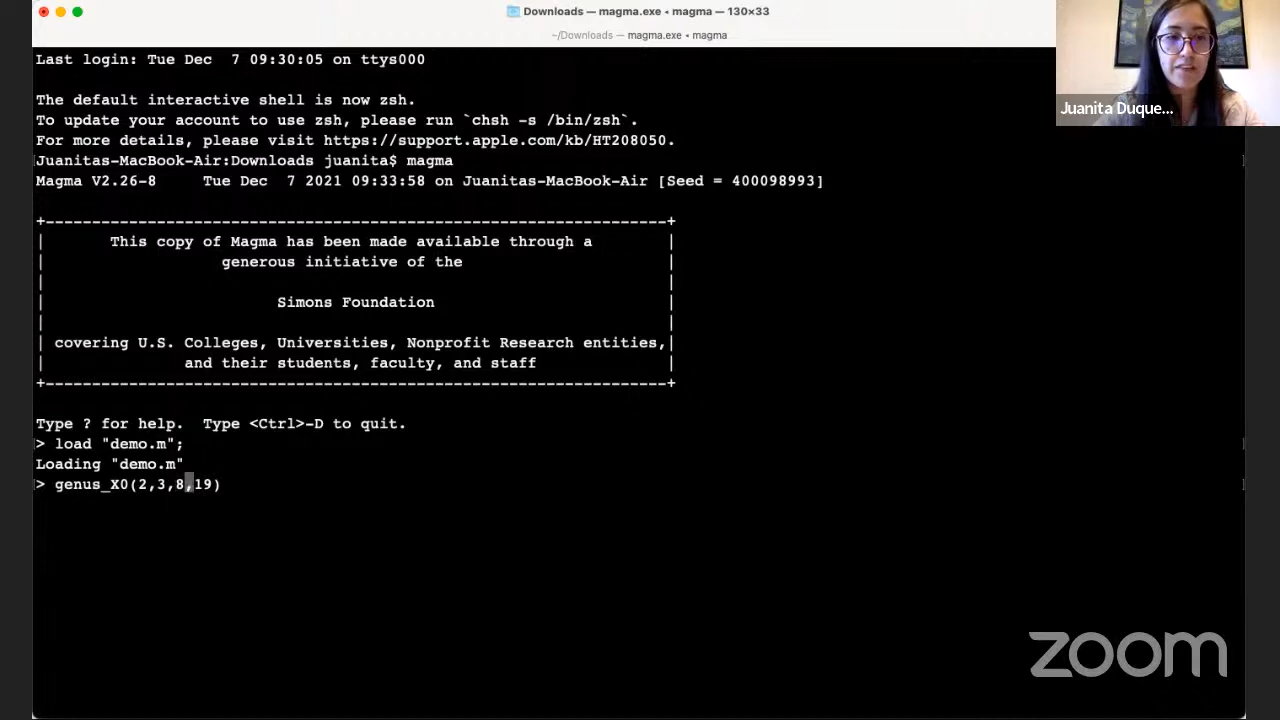 Downloads — magma.exe ◂ magma — 130×33
~/Downloads — magma.exe ◂ magma
Last login: Tue Dec  7 09:30:05 on ttys000
The default interactive shell is now zsh.
To update your account to use zsh, please run `chsh -s /bin/zsh`.
For more details, please visit https://support.apple.com/kb/HT208050.
Juanitas-MacBook-Air:Downloads juanita$ magma
Magma V2.26-8     Tue Dec  7 2021 09:33:58 on Juanitas-MacBook-Air [Seed = 400098993]
This copy of Magma has been made available through a
generous initiative of the
Simons Foundation
covering U.S. Colleges, Universities, Nonprofit Research entities,
and their students, faculty, and staff
Type ? for help.  Type <Ctrl>-D to quit.
> load "demo.m";
Loading "demo.m"
> genus_X0(2,3,8,19)
Juanita Duque...
zoom